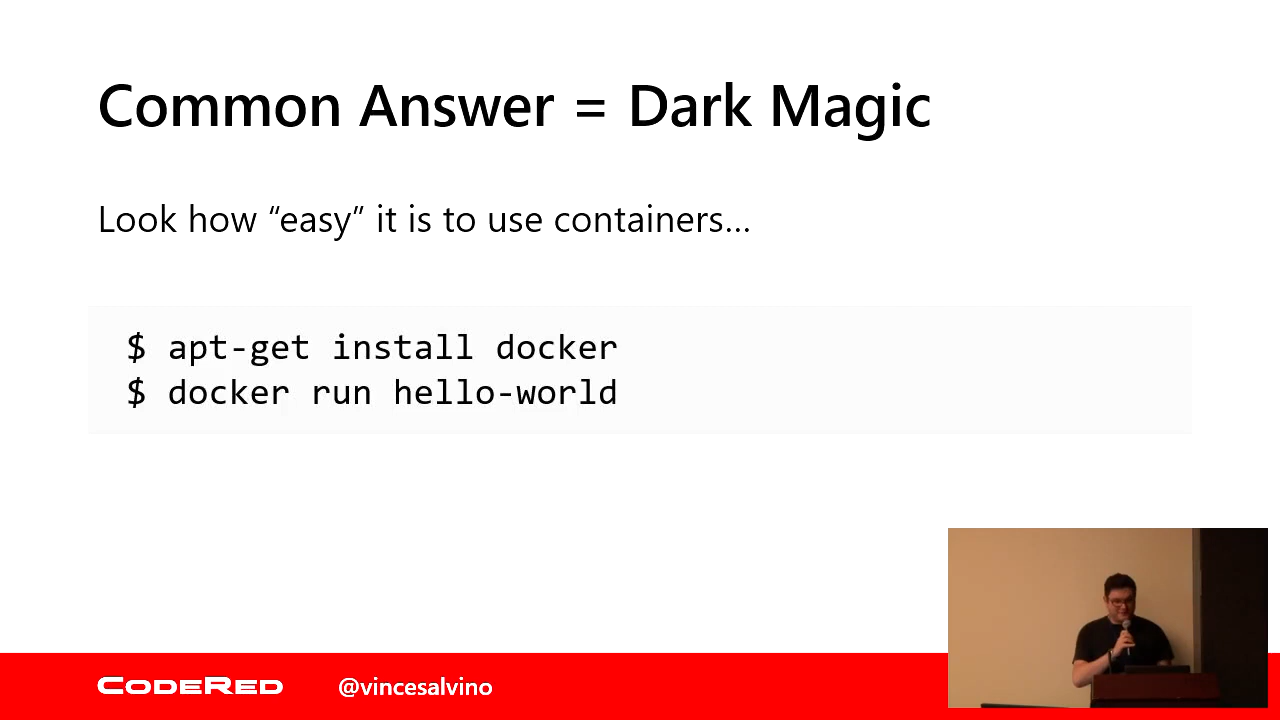 Common Answer = Dark Magic
Look how “easy” it is to use containers…
$ apt-get install docker
$ docker run hello-world
CODERED
@vincesalvino